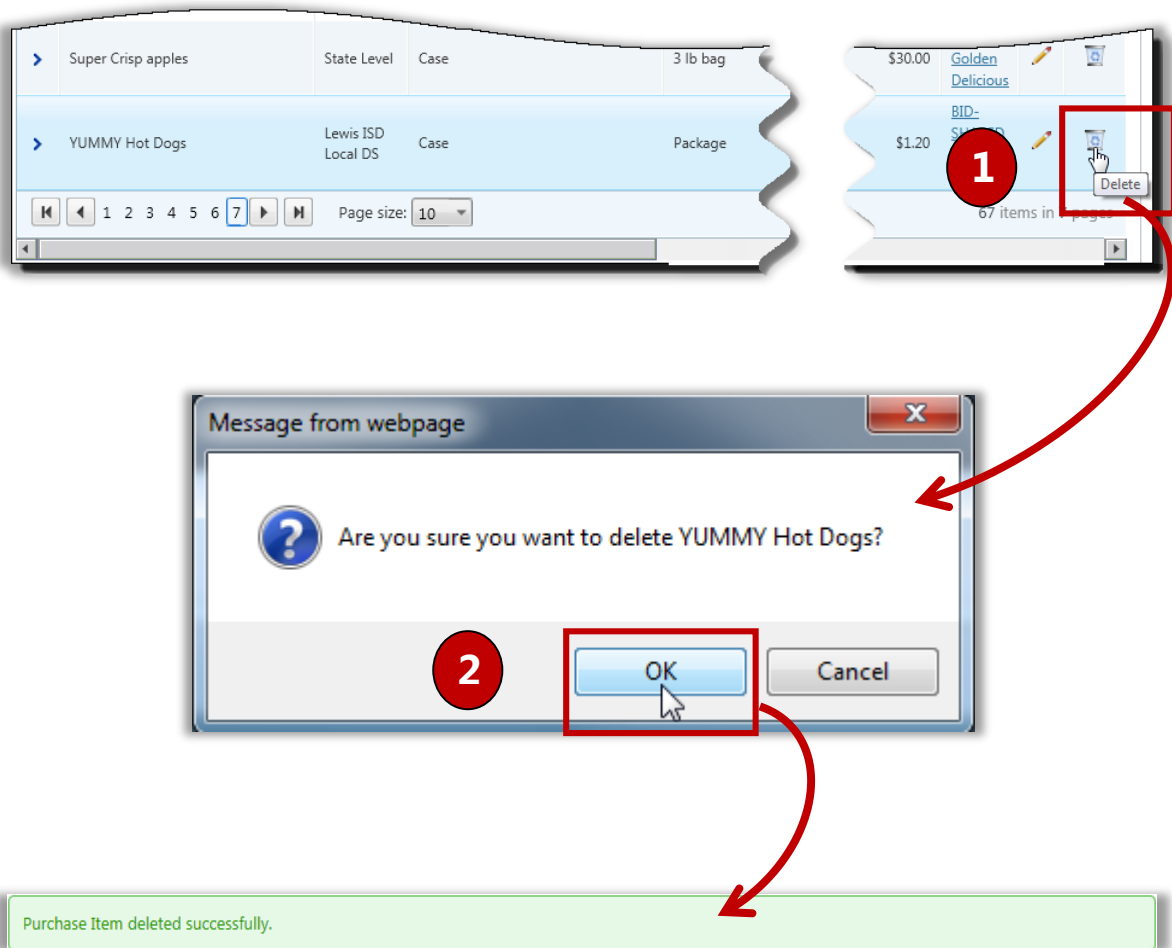 Super Crisp apples State Level Case 3 lb bag $30.00 Golden Delicious
YUMMY Hot Dogs Lewis ISD Local DS Case Package $1.20 BID-
1
Delete
1 2 3 4 5 6 7 Page size: 10 67 items in pages
Message from webpage
Are you sure you want to delete YUMMY Hot Dogs?
2
OK Cancel
Purchase Item deleted successfully.